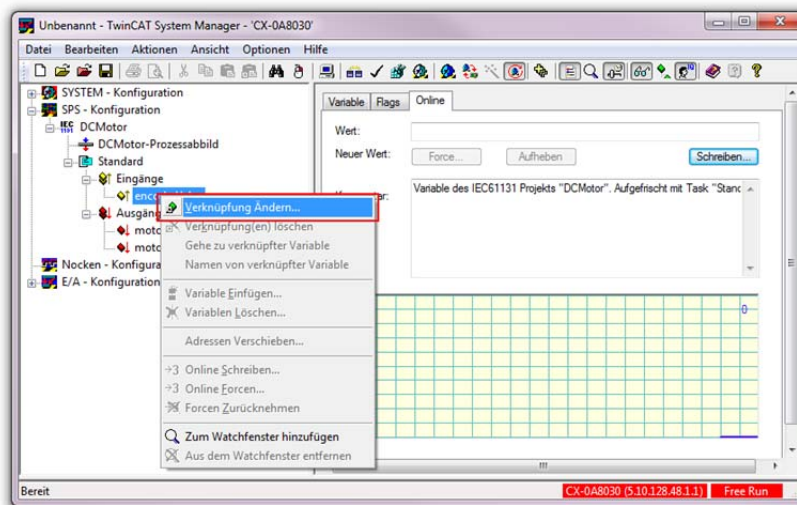 Unbenannt - TwinCAT System Manager - 'CX-0A8030'
Datei Bearbeiten Aktionen Ansicht Optionen Hilfe
SYSTEM - Konfiguration
SPS - Konfiguration
DCMotor
DCMotor-Prozessabbild
Standard
Eingänge
Nocken - Konfigura
E/A - Konfiguration
Verknüpfung Ändern...
Verknüpfung(en) löschen
Gehe zu verknüpfter Variable
Namen von verknüpfter Variable
Variable Einfügen...
Variablen Löschen...
Adressen Verschieben...
Online Schreiben...
Online Forcen...
Forcen Zurücknehmen
Zum Watchfenster hinzufügen
Aus dem Watchfenster entfernen
Variable Flags Online
Wert:
Neuer Wert: Force... Aufheben Schreiben...
Variable des IEC61131 Projekts "DCMotor". Aufgefrischt mit Task "Stanc
0
Bereit CX-0A8030 (5.10.128.48.1.1) Free Run